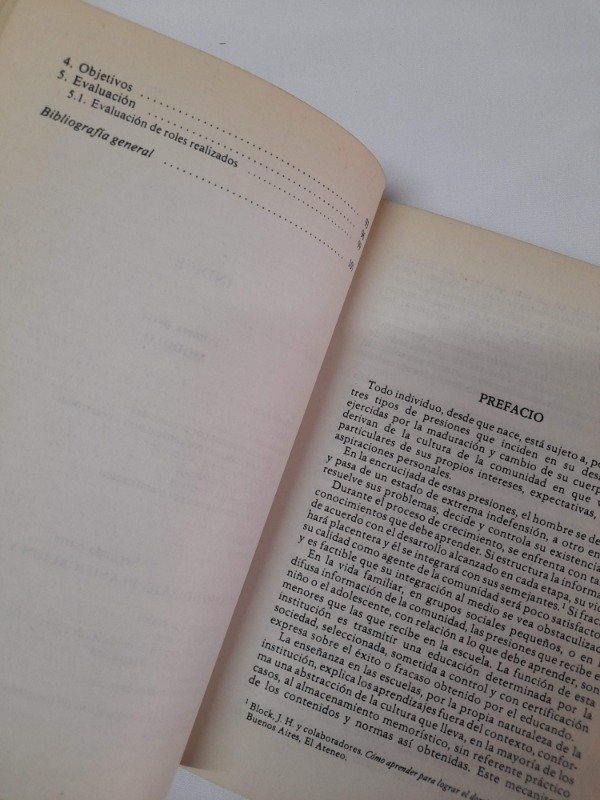 4. Objetivos
5. Evaluación
5.1. Evaluación de roles realizados
Bibliografía general
PREFACIO
Todo individuo, desde que nace, está sujeto a,
tres tipos de presiones que inciden en su
ejercidas por la maduración y cambio de su
derivan de la cultura de la comunidad en que
particulares de sus propios intereses, expectativas,
aspiraciones personales.
En la encrucijada de estas presiones, el hombre se
y pasa de un estado de extrema indefensión, a otro en
resuelve sus problemas, decide y controla su
Durante el proceso de crecimiento, se enfrenta con
conocimientos que debe aprender. Si estructura la
de acuerdo con el desarrollo alcanzado en cada etapa, su
hará placentera y él se integrará con sus semejantes.¹ Si
su calidad como agente de la comunidad será poco
y es factible que su integración al medio se vea
En la vida familiar, en grupos sociales pequeños, o en
difusa información de la comunidad, las presiones que recibe
niño o el adolescente, con relación a lo que debe aprender, son
menores que las que recibe en la escuela. La función de esta
institución es trasmitir una educación, determinada por la
sociedad, seleccionada, sometida a control y con certificación
expresa sobre el éxito o fracaso obtenido por el educando.
La enseñanza en las escuelas, por la propia naturaleza de la
institución, explica los aprendizajes fuera del contexto, confor-
ma una abstracción de la cultura que lleva, en la mayoría de los
casos, al almacenamiento memorístico, sin referente práctico
de los contenidos y normas así obtenidas. Este
¹ Block, J. H. y colaboradores. Cómo aprender para lograr el
Buenos Aires, El Ateneo.